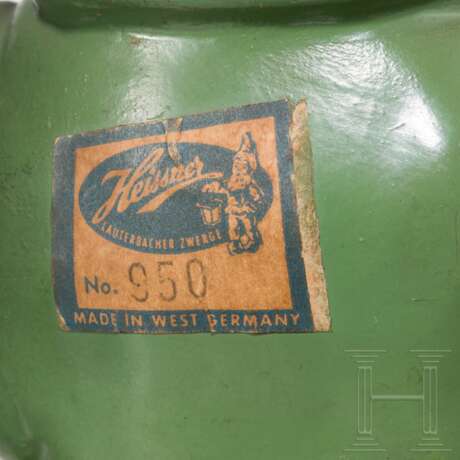 Heissner
LAUTERBACHER ZWERGE
No. 950
MADE IN WEST GERMANY
H